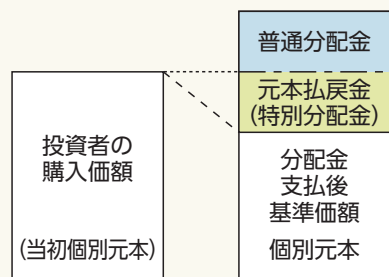 普通分配金
元本払戻金
(特別分配金)
投資者の
購入価額
(当初個別元本)
分配金
支払後
基準価額
個別元本